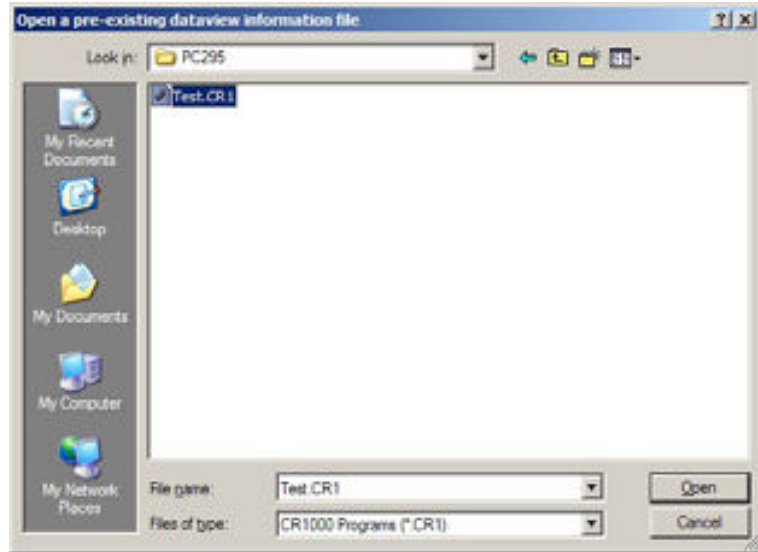 Open a pre-existing dataview information file
Look in:
PC295
Test.CR1
My Recent
Documents
Desktop
My Documents
My Computer
My Network
Places
File name:
Test.CR1
Open
Files of type:
CR1000 Programs (*.CR1)
Cancel